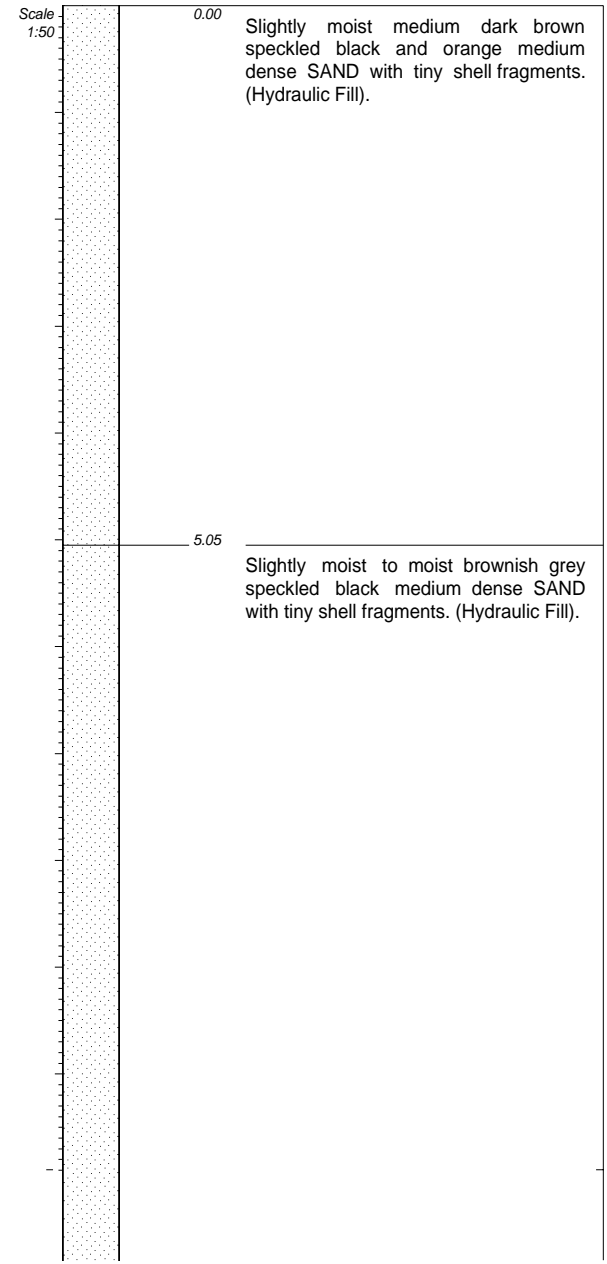 Scale
1:50
0.00
Slightly moist medium dark brown
speckled black and orange medium
dense SAND with tiny shell fragments.
(Hydraulic Fill).
5.05
Slightly moist to moist brownish grey
speckled black medium dense SAND
with tiny shell fragments. (Hydraulic Fill).